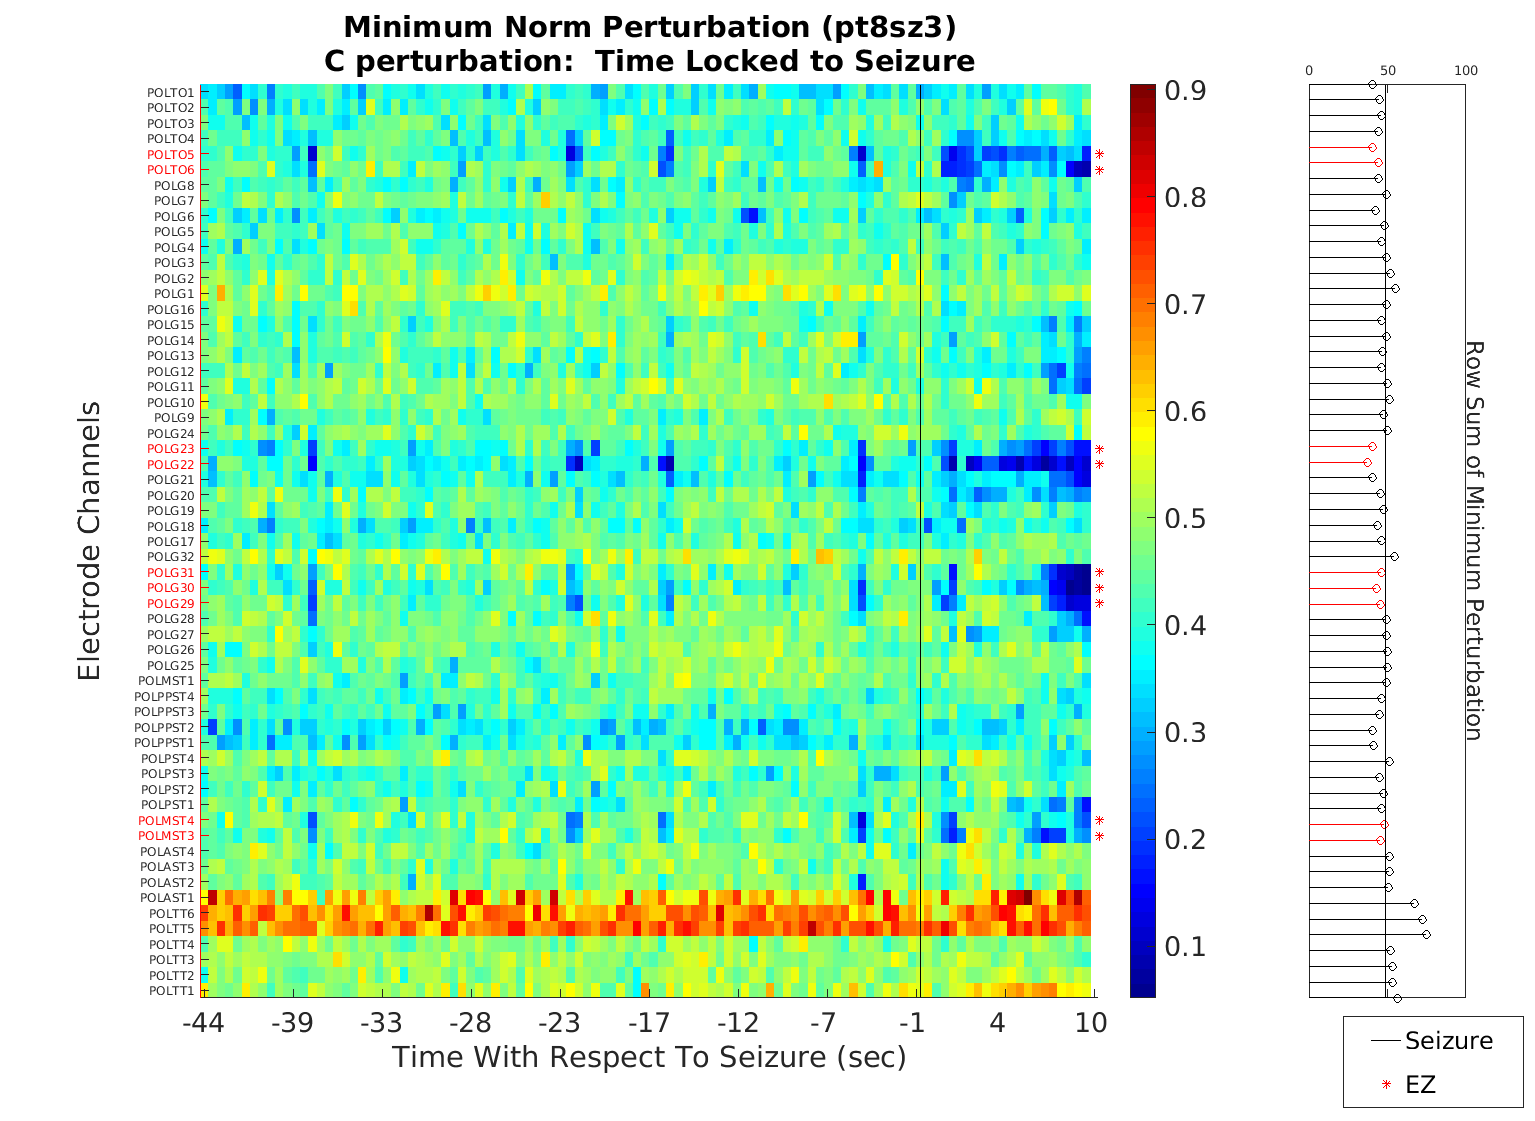 Minimum Norm Perturbation (pt8sz3)
C perturbation:  Time Locked to Seizure
Electrode Channels
POLTO1
POLTO2
POLTO3
POLTO4
POLTO5
POLTO6
POLG8
POLG7
POLG6
POLG5
POLG4
POLG3
POLG2
POLG1
POLG16
POLG15
POLG14
POLG13
POLG12
POLG11
POLG10
POLG9
POLG24
POLG23
POLG22
POLG21
POLG20
POLG19
POLG18
POLG17
POLG32
POLG31
POLG30
POLG29
POLG28
POLG27
POLG26
POLG25
POLMST1
POLPPST4
POLPPST3
POLPPST2
POLPPST1
POLPST4
POLPST3
POLPST2
POLPST1
POLMST4
POLMST3
POLAST4
POLAST3
POLAST2
POLAST1
POLTT6
POLTT5
POLTT4
POLTT3
POLTT2
POLTT1
-44 -39 -33 -28 -23 -17 -12 -7 -1 4 10
Time With Respect To Seizure (sec)
0.9
0.8
0.7
0.6
0.5
0.4
0.3
0.2
0.1
0 50 100
Row Sum of Minimum Perturbation
Seizure
EZ